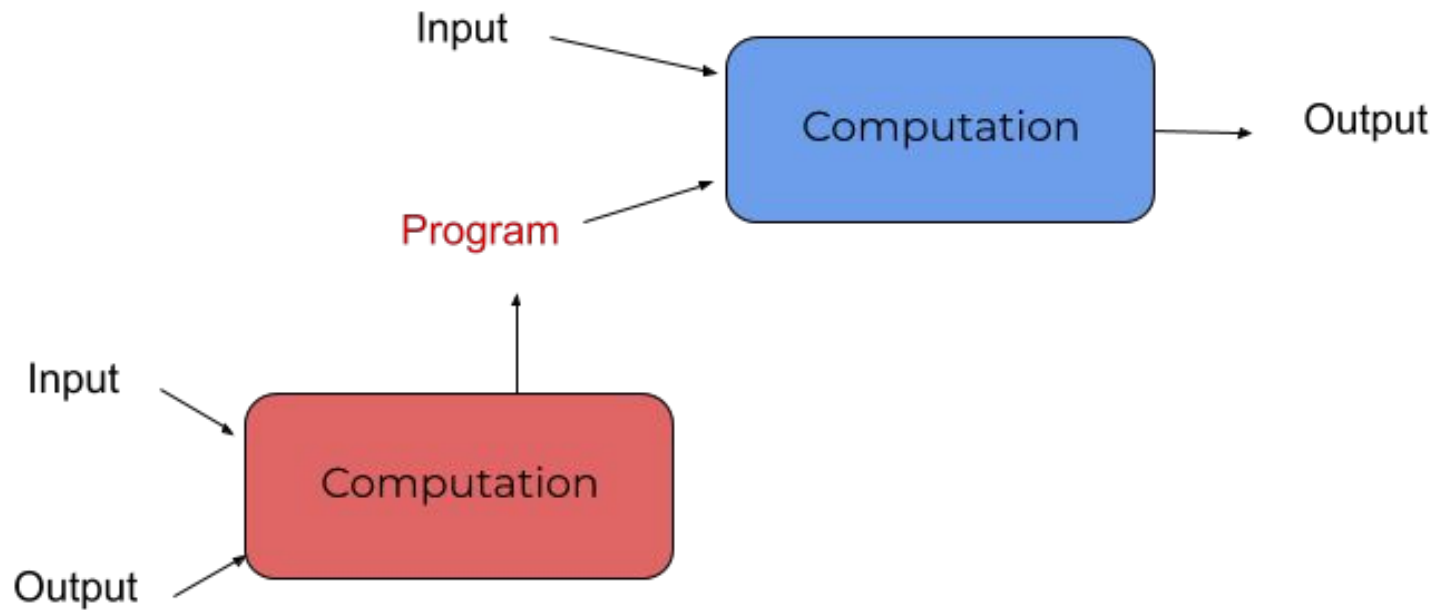 Input
Computation
Output
Program
Input
Computation
Output